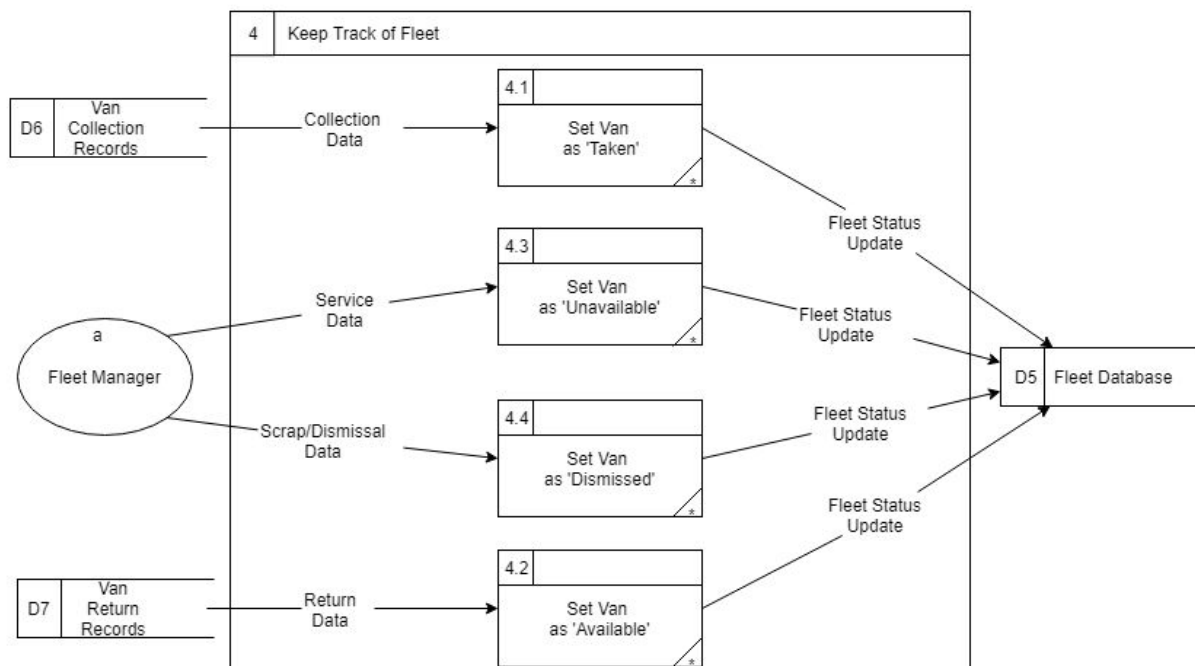 4 Keep Track of Fleet
D6
Van
Collection
Records
Collection
Data
4.1
Set Van
as 'Taken'
*
Fleet Status
Update
4.3
Set Van
as 'Unavailable'
*
Service
Data
Fleet Status
Update
a
Fleet Manager
D5 Fleet Database
4.4
Set Van
as 'Dismissed'
*
Scrap/Dismissal
Data
Fleet Status
Update
Fleet Status
Update
4.2
Set Van
as 'Available'
*
D7
Van
Return
Records
Return
Data